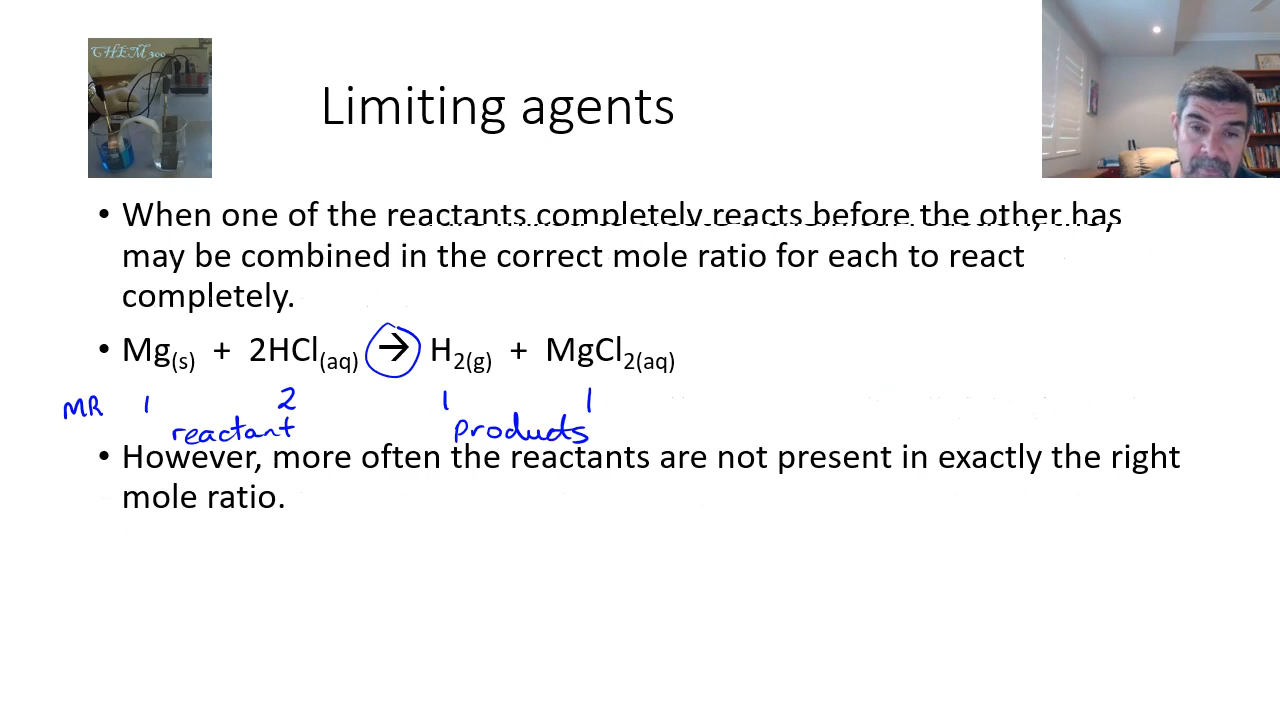 CHEM300
Limiting agents
• When one of the reactants completely reacts before the other has
may be combined in the correct mole ratio for each to react
completely.
• Mg(s) + 2HCl(aq) → H2(g) + MgCl2(aq)
MR 1 2 1 1
reactant products
• However, more often the reactants are not present in exactly the right
mole ratio.